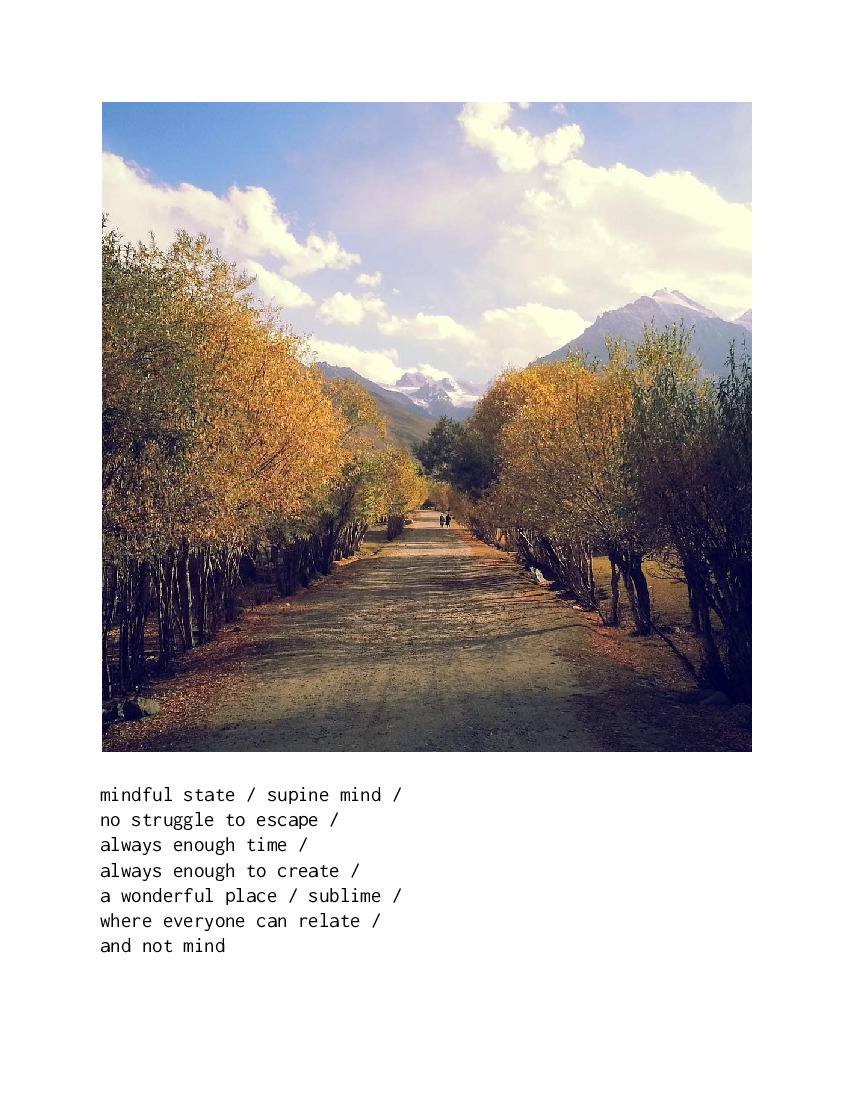 mindful state / supine mind /
no struggle to escape /
always enough time /
always enough to create /
a wonderful place / sublime /
where everyone can relate /
and not mind